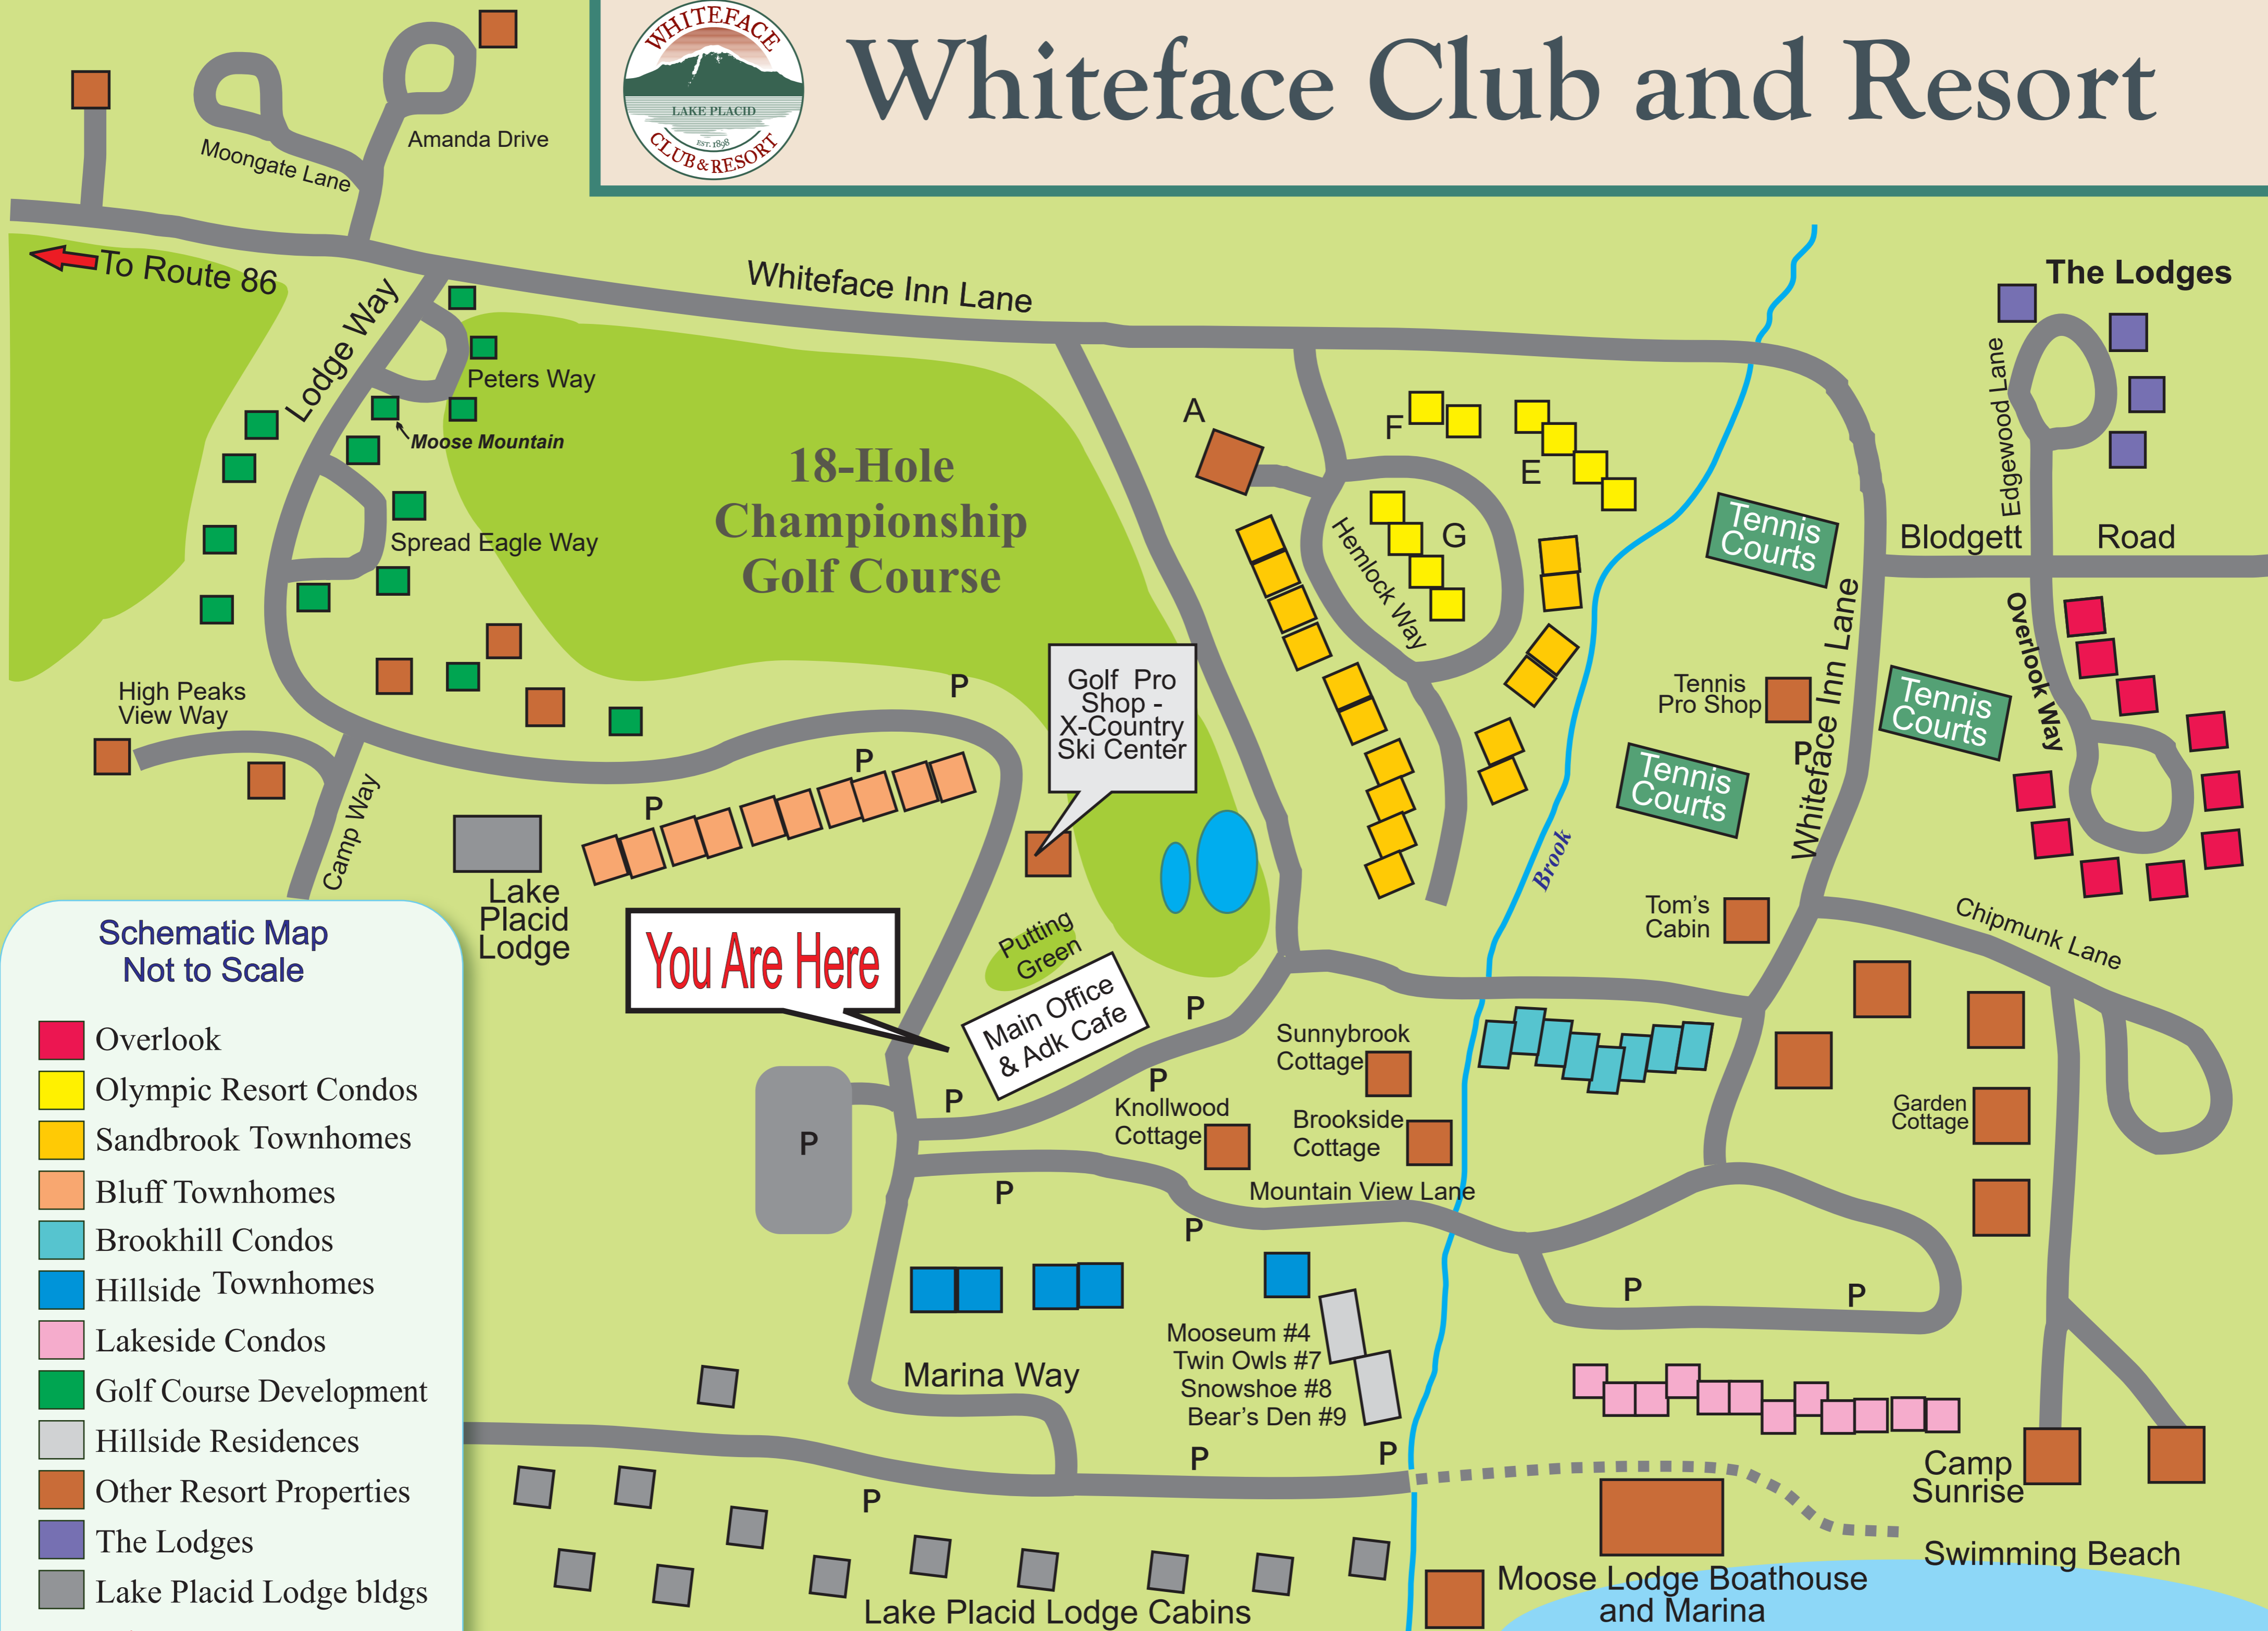 WHITEFACE
LAKE PLACID
EST. 1898
CLUB & RESORT
Whiteface Club and Resort
Amanda Drive
Moongate Lane
To Route 86
Whiteface Inn Lane
Lodge Way
Peters Way
Moose Mountain
Spread Eagle Way
18-Hole
Championship
Golf Course
The Lodges
Edgewood Lane
A
F
E
G
Hemlock Way
Tennis
Courts
Blodgett Road
Overlook Way
Whiteface Inn Lane
Tennis
Pro Shop
P
Tennis
Courts
Tennis
Courts
High Peaks
View Way
Camp Way
P
P
P
Golf Pro
Shop -
X-Country
Ski Center
Lake
Placid
Lodge
Brook
Tom's
Cabin
Chipmunk Lane
You Are Here
Putting
Green
Main Office
& Adk Cafe
P
P
P
P
Sunnybrook
Cottage
Knollwood
Cottage
Brookside
Cottage
Garden
Cottage
Mountain View Lane
P
P
P
P
Mooseum #4
Twin Owls #7
Snowshoe #8
Bear's Den #9
Marina Way
P
P
P
Camp
Sunrise
Swimming Beach
Moose Lodge Boathouse
and Marina
Lake Placid Lodge Cabins
Schematic Map
Not to Scale
Overlook
Olympic Resort Condos
Sandbrook Townhomes
Bluff Townhomes
Brookhill Condos
Hillside Townhomes
Lakeside Condos
Golf Course Development
Hillside Residences
Other Resort Properties
The Lodges
Lake Placid Lodge bldgs